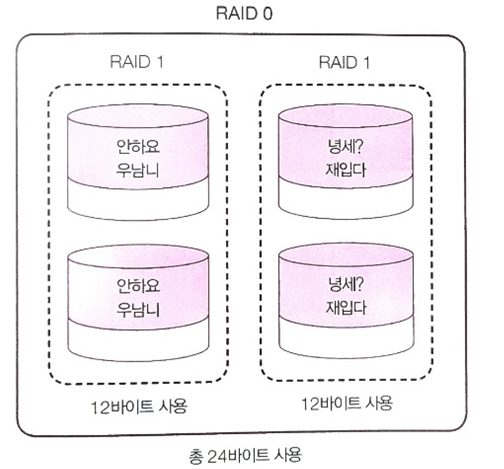 RAID 0
RAID 1
RAID 1
안하요
우남니
녕세?
재입다
안하요
우남니
녕세?
재입다
12바이트 사용
12바이트 사용
총 24바이트 사용